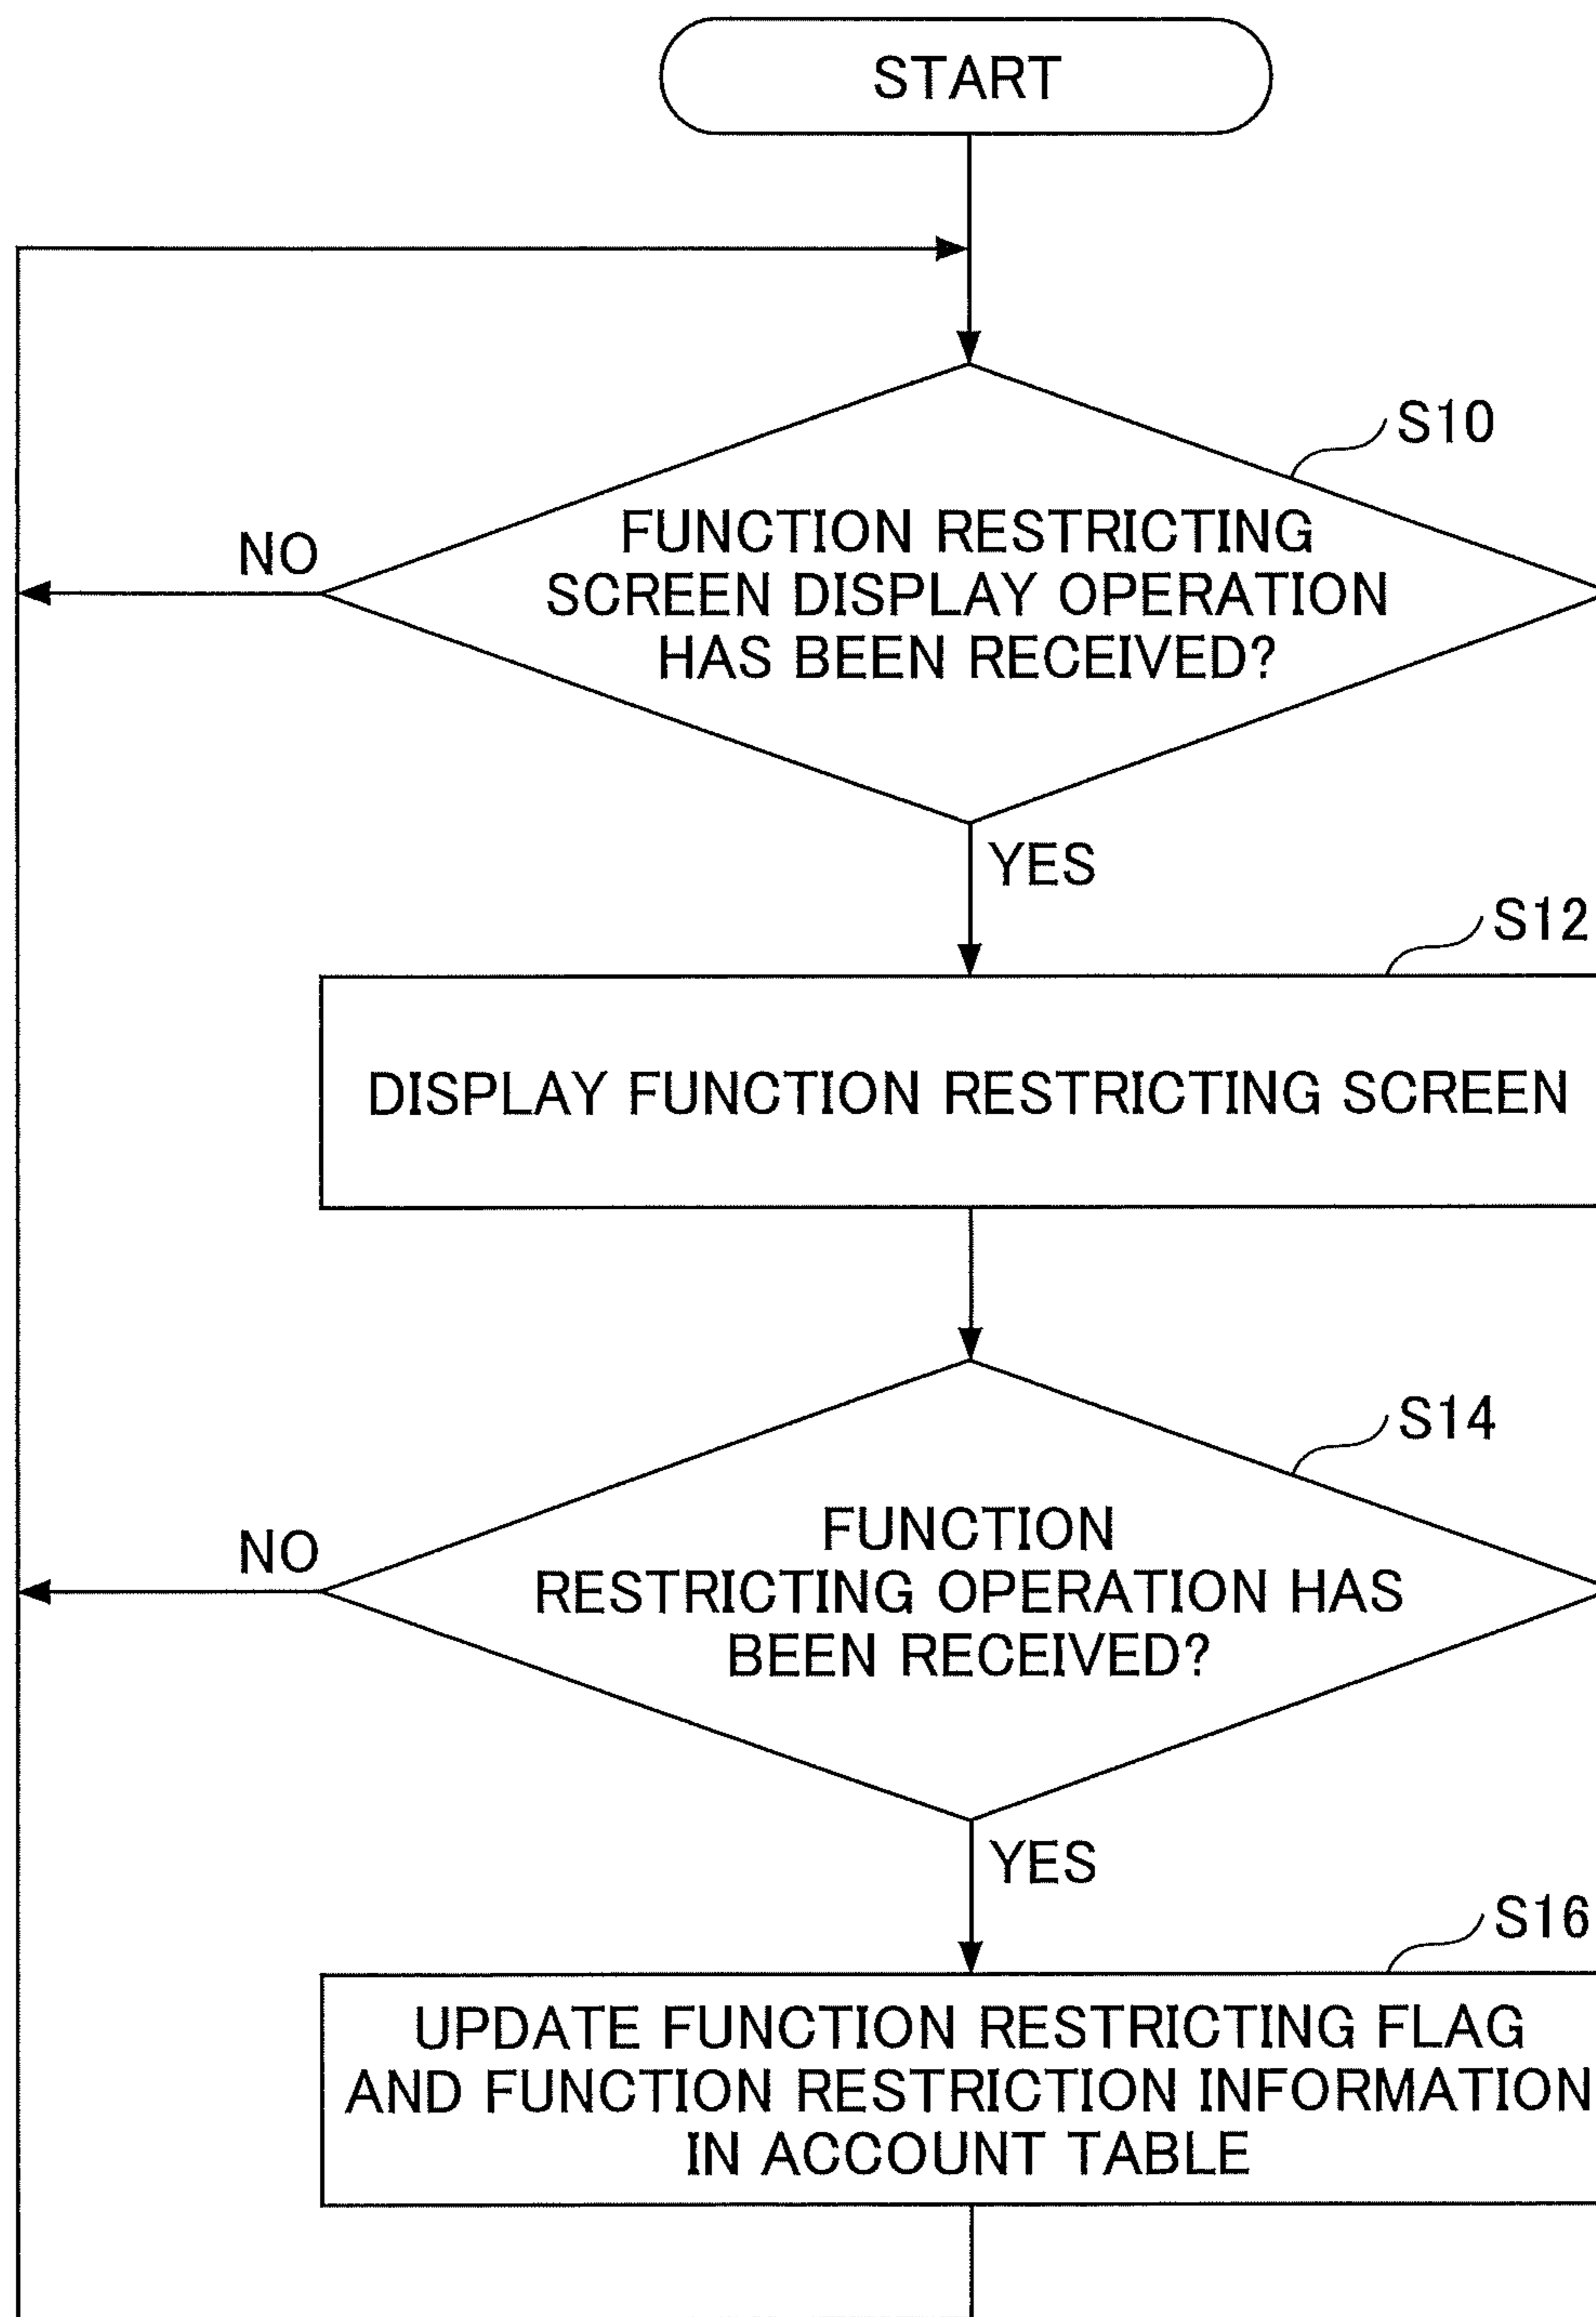 START
S10
FUNCTION RESTRICTING
SCREEN DISPLAY OPERATION
HAS BEEN RECEIVED?
NO
YES
S12
DISPLAY FUNCTION RESTRICTING SCREEN
S14
FUNCTION
RESTRICTING OPERATION HAS
BEEN RECEIVED?
NO
YES
S16
UPDATE FUNCTION RESTRICTING FLAG
AND FUNCTION RESTRICTION INFORMATION
IN ACCOUNT TABLE